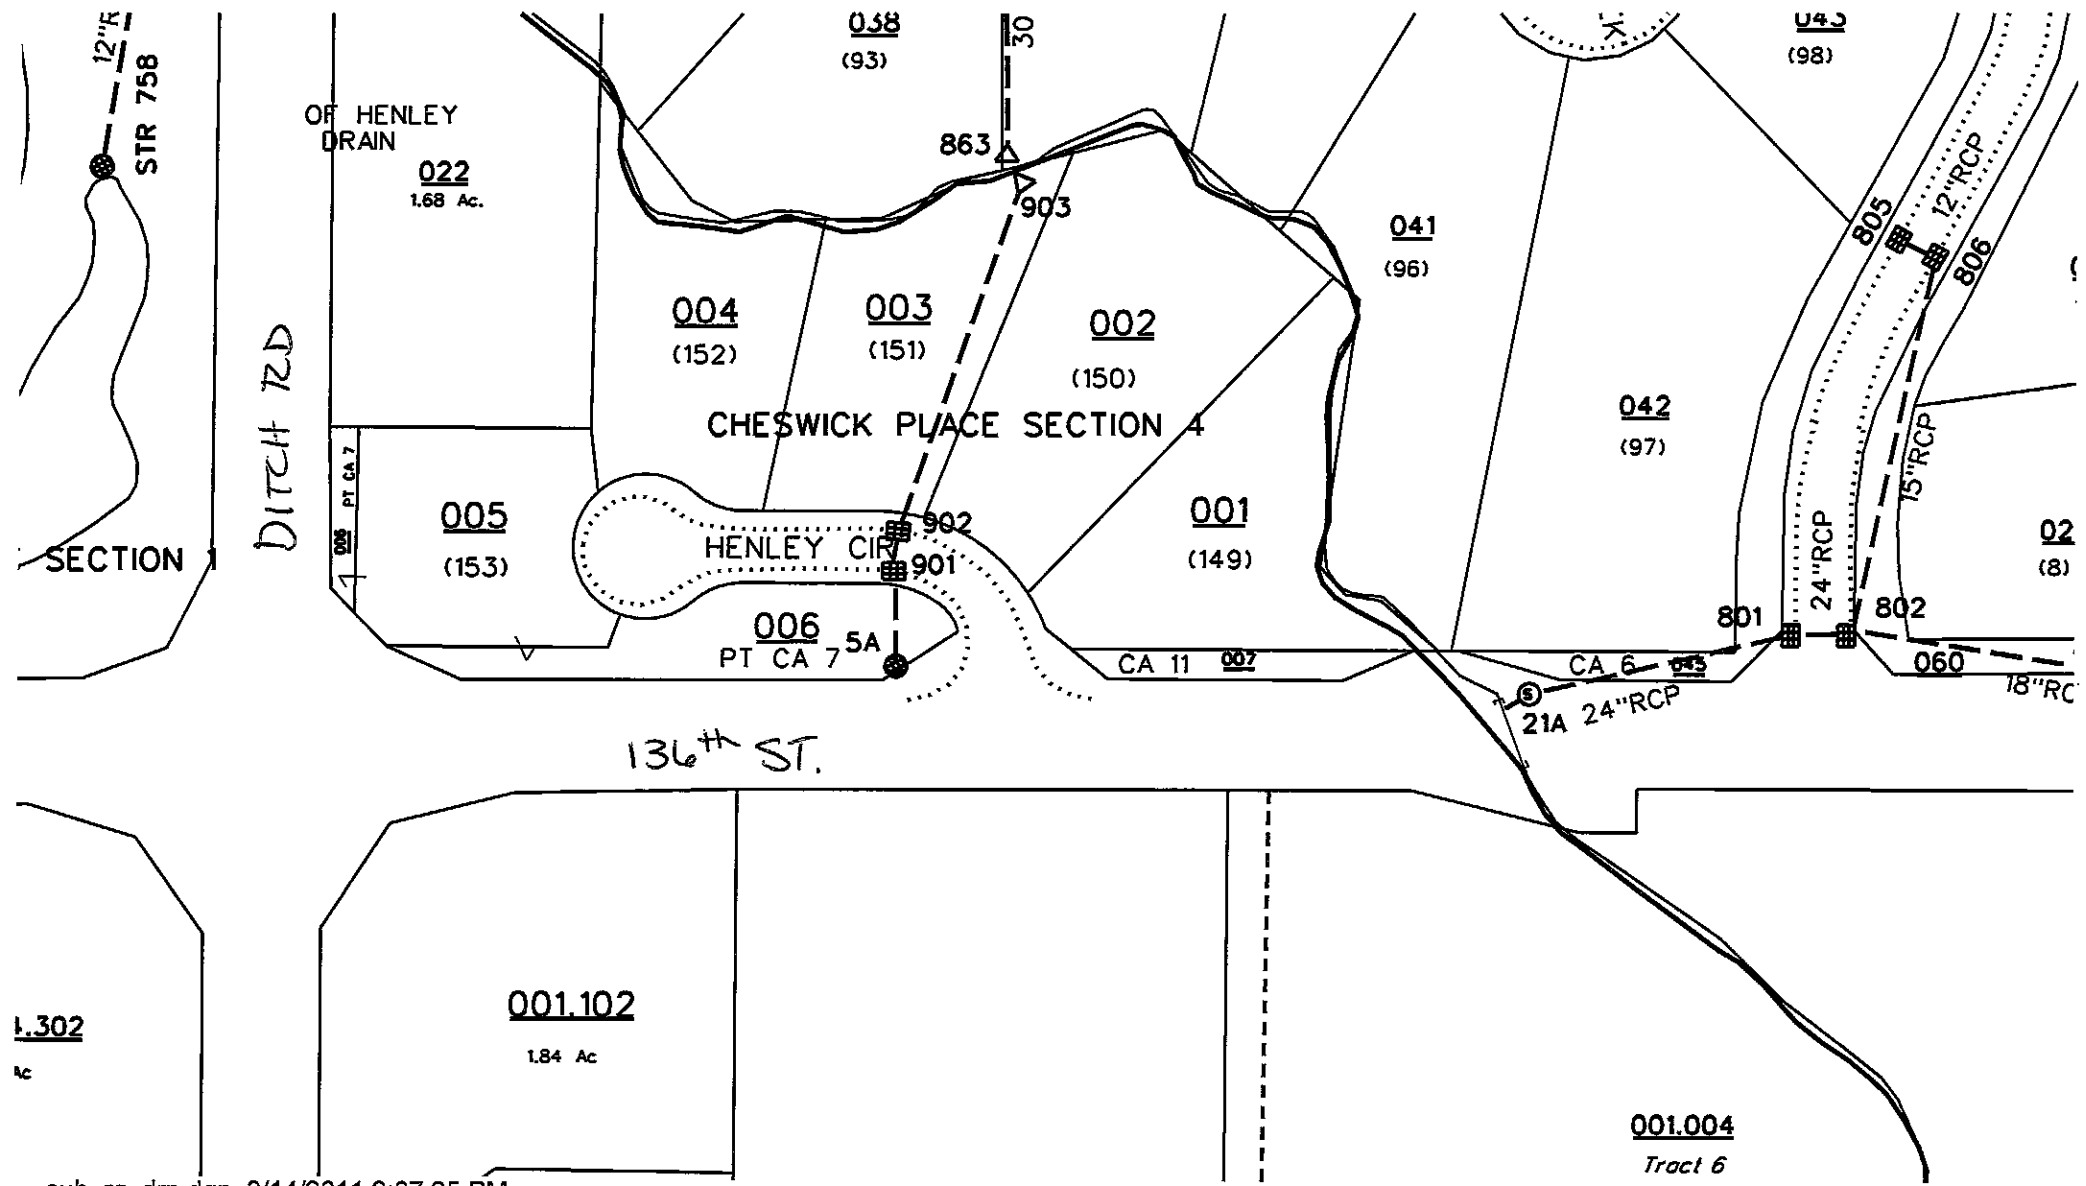 12"R
STR 758
OF HENLEY
DRAIN
022
1.68 Ac.
038
(93)
30
863
903
043
(98)
041
(96)
805
12"RCP
806
004
(152)
003
(151)
002
(150)
CHESWICK PLACE SECTION 4
042
(97)
15"RCP
24"RCP
DITCH RD
006 PT CA 7
005
(153)
SECTION 1
HENLEY CIR
902
901
001
(149)
02
(8)
801
802
006
PT CA 7
5A
CA 11 007
CA 6 045
060
18"RC
21A 24"RCP
136th ST.
001.102
1.84 Ac
1.302
Ac
001.004
Tract 6